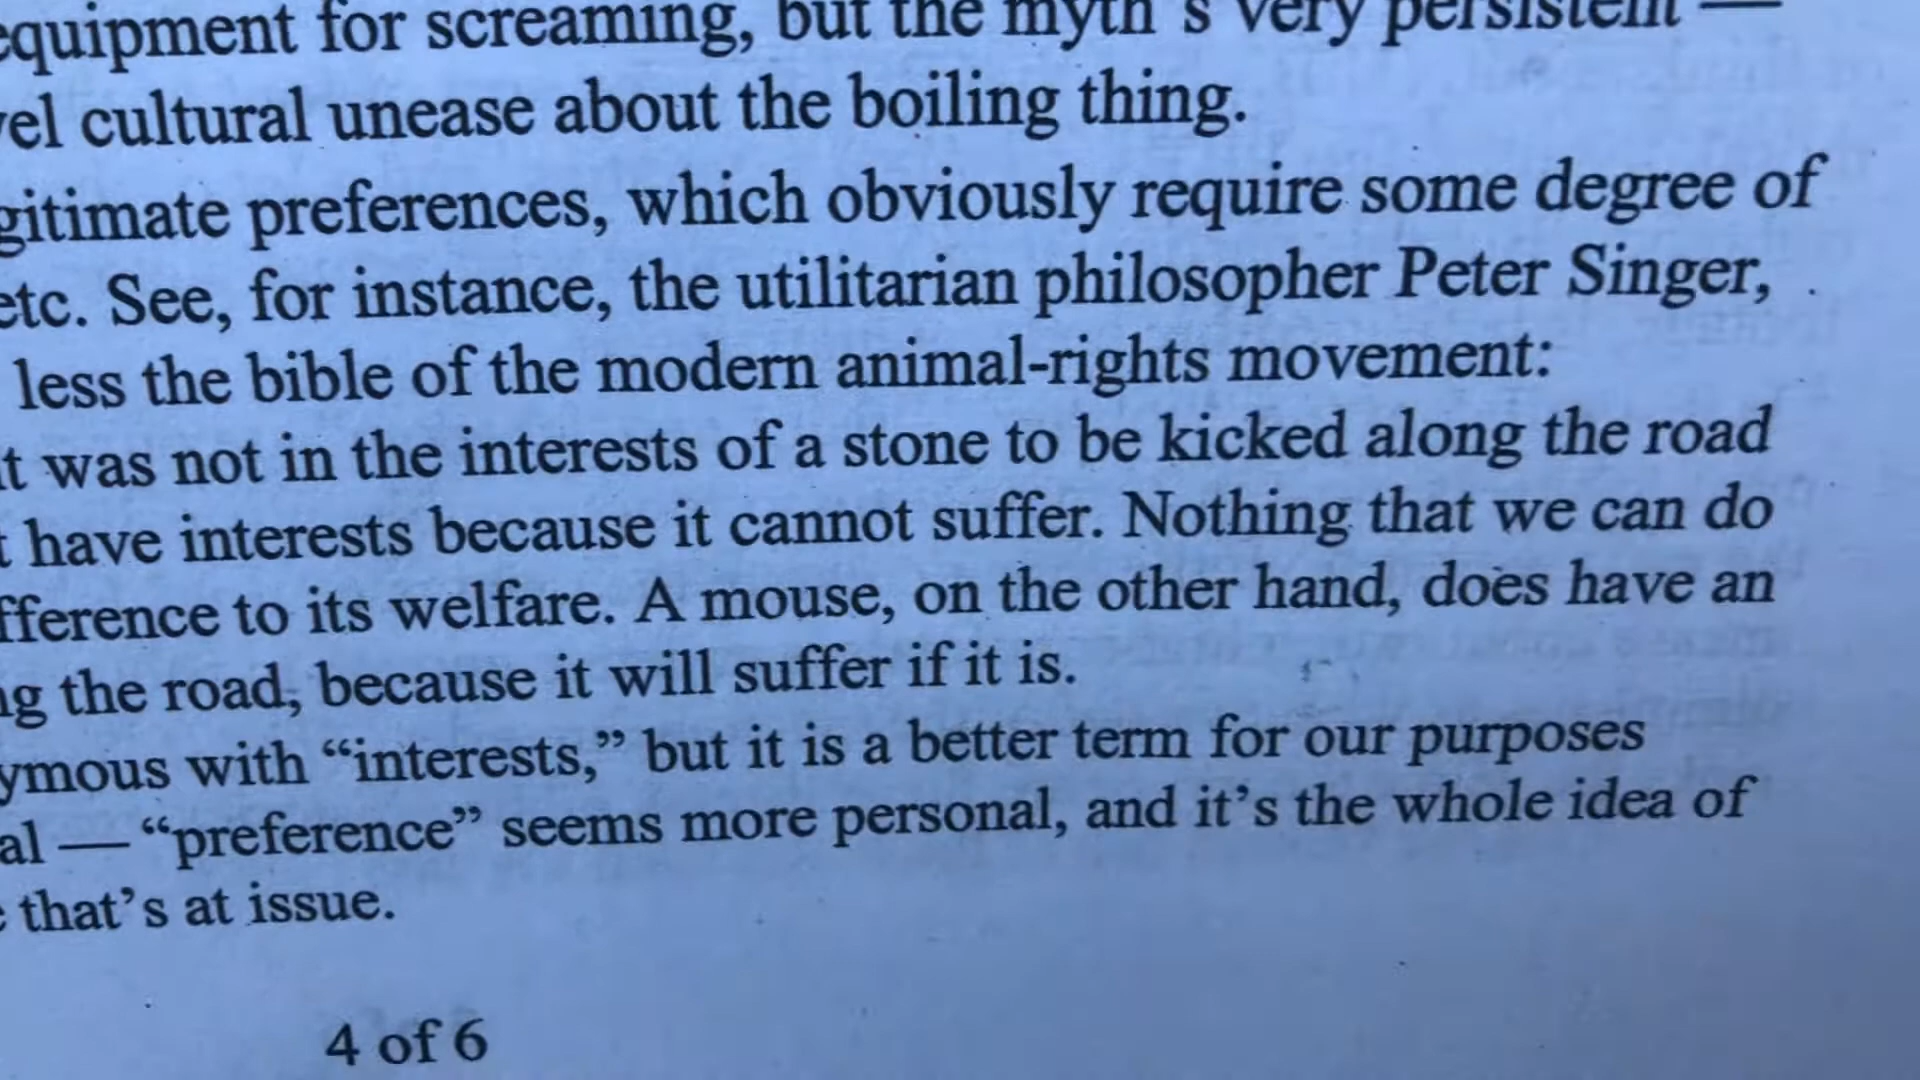 equipment for screaming, but the myth's very persistent —
cultural unease about the boiling thing.
preferences, which obviously require some degree of
etc. See, for instance, the utilitarian philosopher Peter Singer,
less the bible of the modern animal-rights movement:
was not in the interests of a stone to be kicked along the road
have interests because it cannot suffer. Nothing that we can do
to its welfare. A mouse, on the other hand, does have an
the road, because it will suffer if it is.
with “interests,” but it is a better term for our purposes
— “preference” seems more personal, and it’s the whole idea of
that’s at issue.
4 of 6